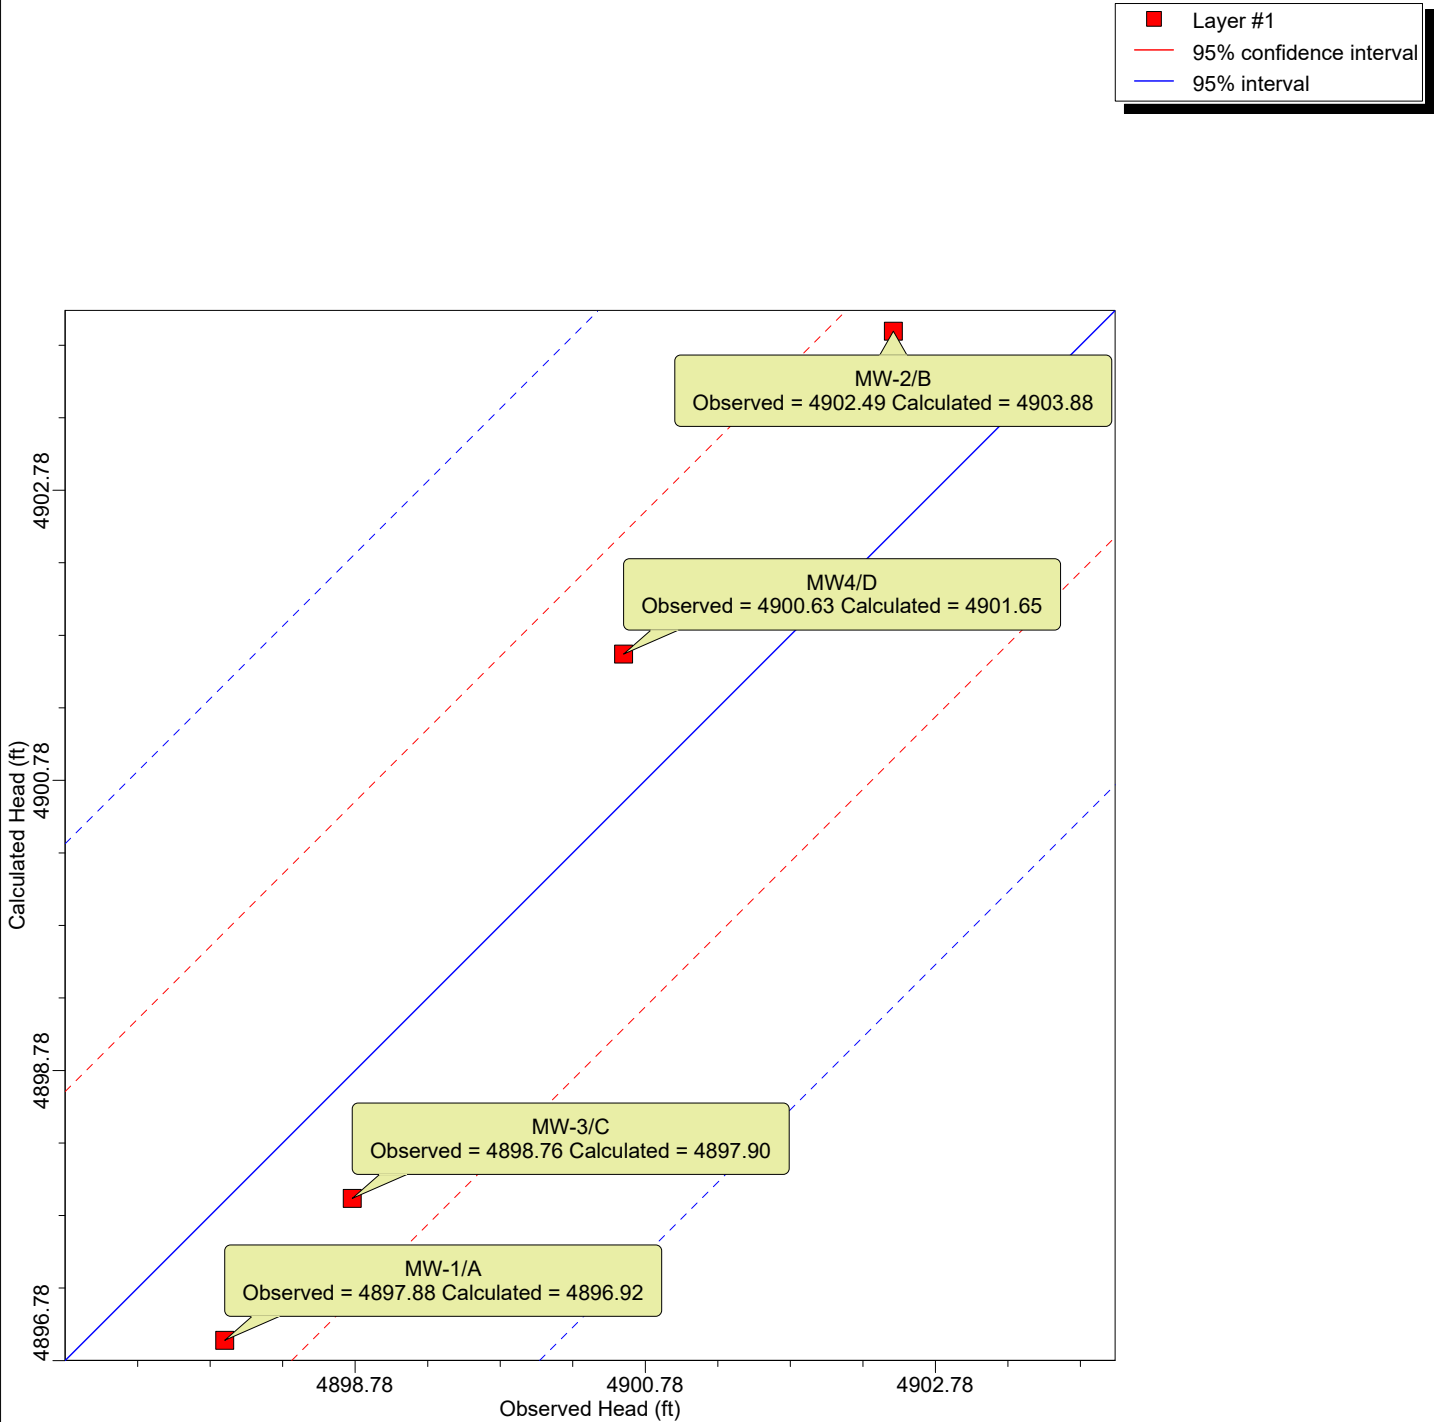 Layer #1
95% confidence interval
95% interval
MW-2/B
Observed = 4902.49 Calculated = 4903.88
4902.78
MW4/D
Observed = 4900.63 Calculated = 4901.65
4900.78
Calculated Head (ft)
4898.78
MW-3/C
Observed = 4898.76 Calculated = 4897.90
MW-1/A
Observed = 4897.88 Calculated = 4896.92
4896.78
4898.78
4900.78
4902.78
Observed Head (ft)